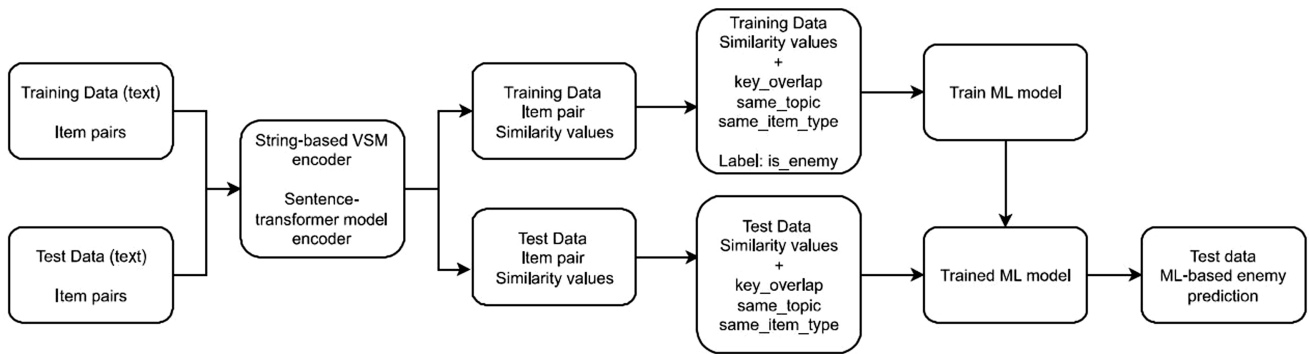 Training Data (text)
Item pairs
Test Data (text)
Item pairs
String-based VSM
encoder
Sentence-
transformer model
encoder
Training Data
Item pair
Similarity values
Test Data
Item pair
Similarity values
Training Data
Similarity values
+
key_overlap
same_topic
same_item_type
Label: is_enemy
Test Data
Similarity values
+
key_overlap
same_topic
same_item_type
Train ML model
Trained ML model
Test data
ML-based enemy
prediction